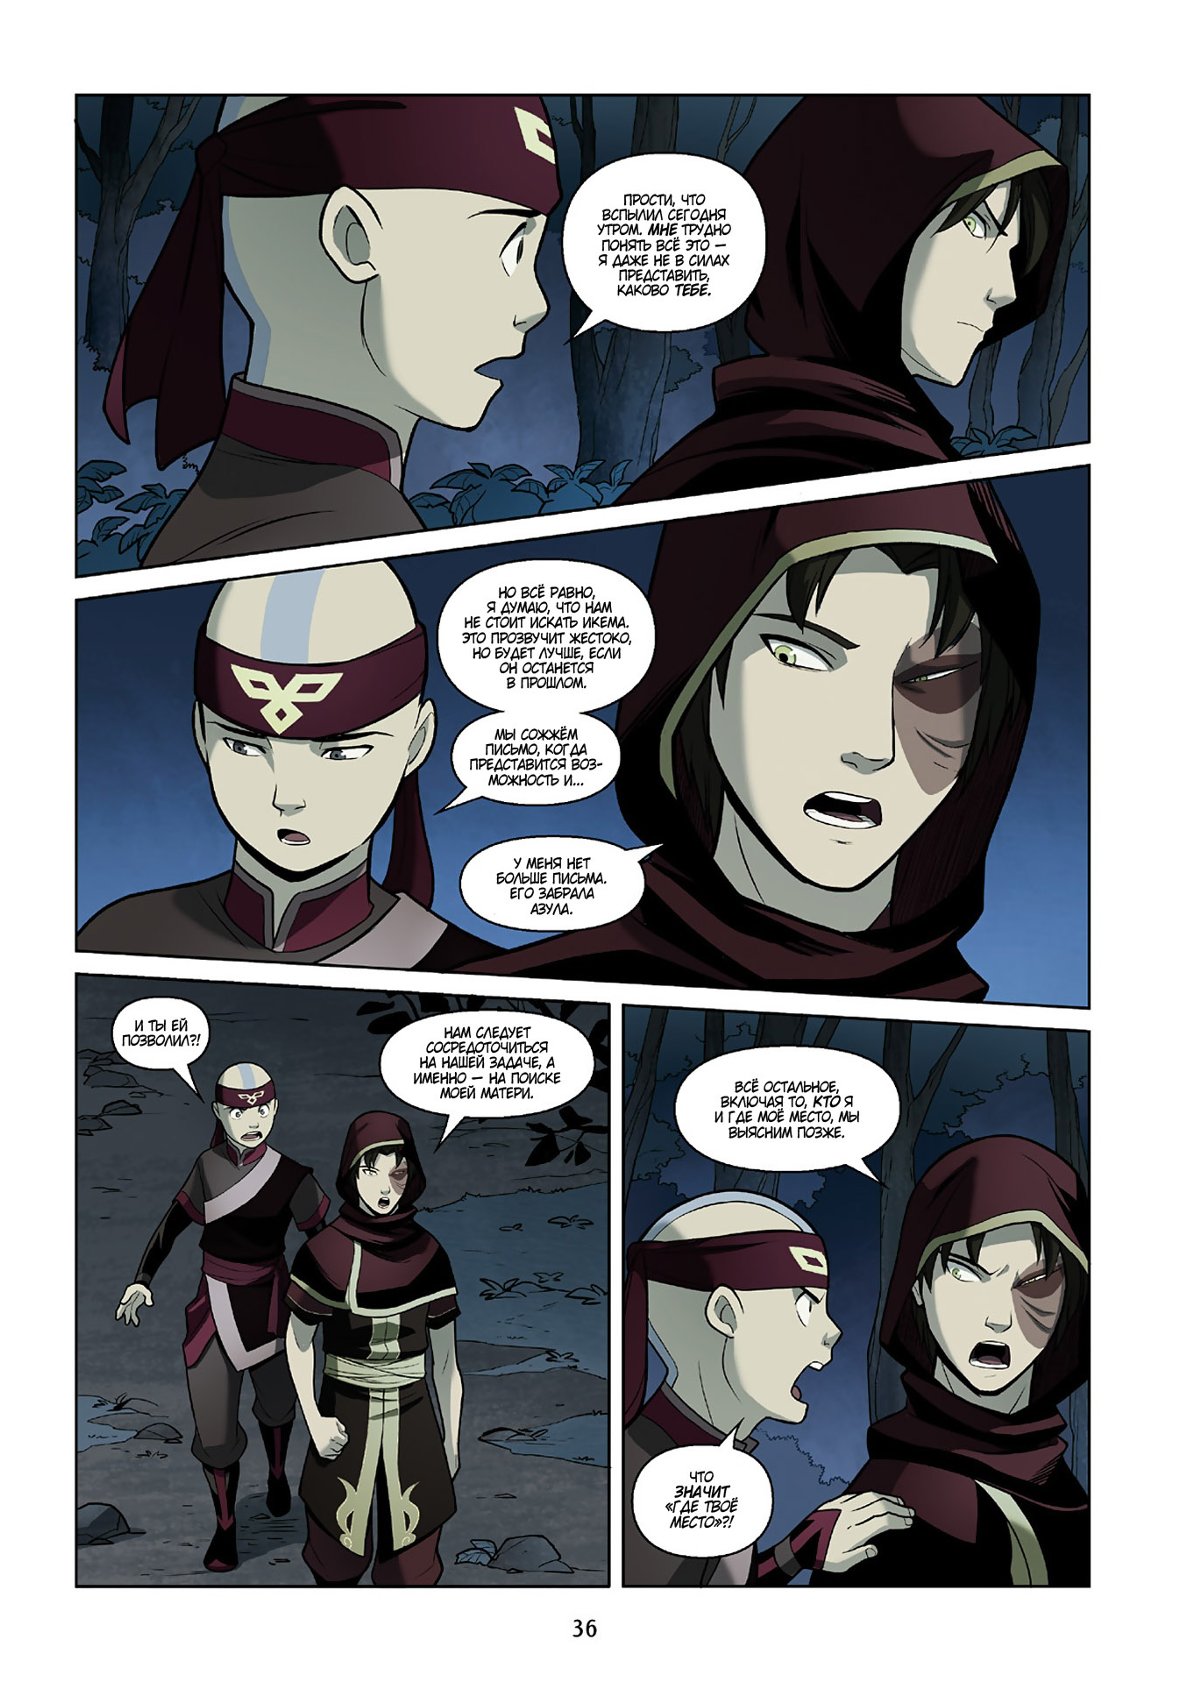 ПРОСТИ, ЧТО
ВСПЫЛИЛ СЕГОДНЯ
УТРОМ. МНЕ ТРУДНО
ПОНЯТЬ ВСЁ ЭТО —
Я ДАЖЕ НЕ В СИЛАХ
ПРЕДСТАВИТЬ,
КАКОВО ТЕБЕ.
НО ВСЁ РАВНО,
Я ДУМАЮ, ЧТО НАМ
НЕ СТОИТ ИСКАТЬ ИКЕМА.
ЭТО ПРОЗВУЧИТ ЖЕСТОКО,
НО БУДЕТ ЛУЧШЕ, ЕСЛИ
ОН ОСТАНЕТСЯ
В ПРОШЛОМ.
МЫ СОЖЖЁМ
ПИСЬМО, КОГДА
ПРЕДСТАВИТСЯ ВОЗ-
МОЖНОСТЬ И...
У МЕНЯ НЕТ
БОЛЬШЕ ПИСЬМА.
ЕГО ЗАБРАЛА
АЗУЛА.
И ТЫ ЕЙ
ПОЗВОЛИЛ?!
НАМ СЛЕДУЕТ
СОСРЕДОТОЧИТЬСЯ
НА НАШЕЙ ЗАДАЧЕ, А
ИМЕННО — НА ПОИСКЕ
МОЕЙ МАТЕРИ.
ВСЁ ОСТАЛЬНОЕ,
ВКЛЮЧАЯ ТО, КТО Я
И ГДЕ МОЁ МЕСТО, МЫ
ВЫЯСНИМ ПОЗЖЕ.
ЧТО
ЗНАЧИТ
«ГДЕ ТВОЁ
МЕСТО»?!
36